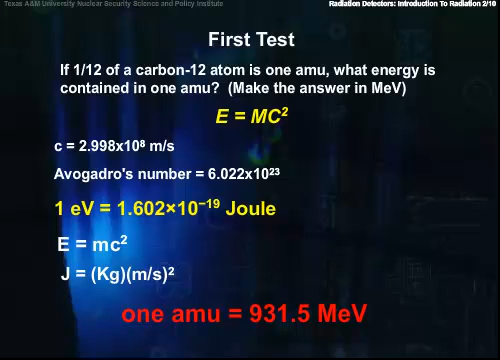 Texas A&M University Nuclear Security Science and Policy Institute
Radiation Detectors: Introduction To Radiation 2/10
First Test
If 1/12 of a carbon-12 atom is one amu, what energy is
contained in one amu? (Make the answer in MeV)
E = MC²
c = 2.998x10⁸ m/s
Avogadro's number = 6.022x10²³
1 eV = 1.602×10⁻¹⁹ Joule
E = mc²
J = (Kg)(m/s)²
one amu = 931.5 MeV